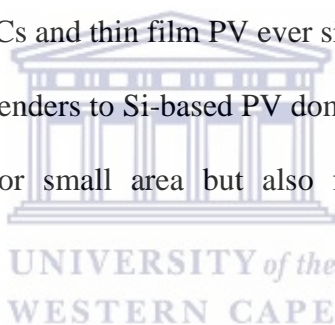 Cs and thin film PV ever si
enders to Si-based PV don
or small area but also
UNIVERSITY of the
WESTERN CAPE